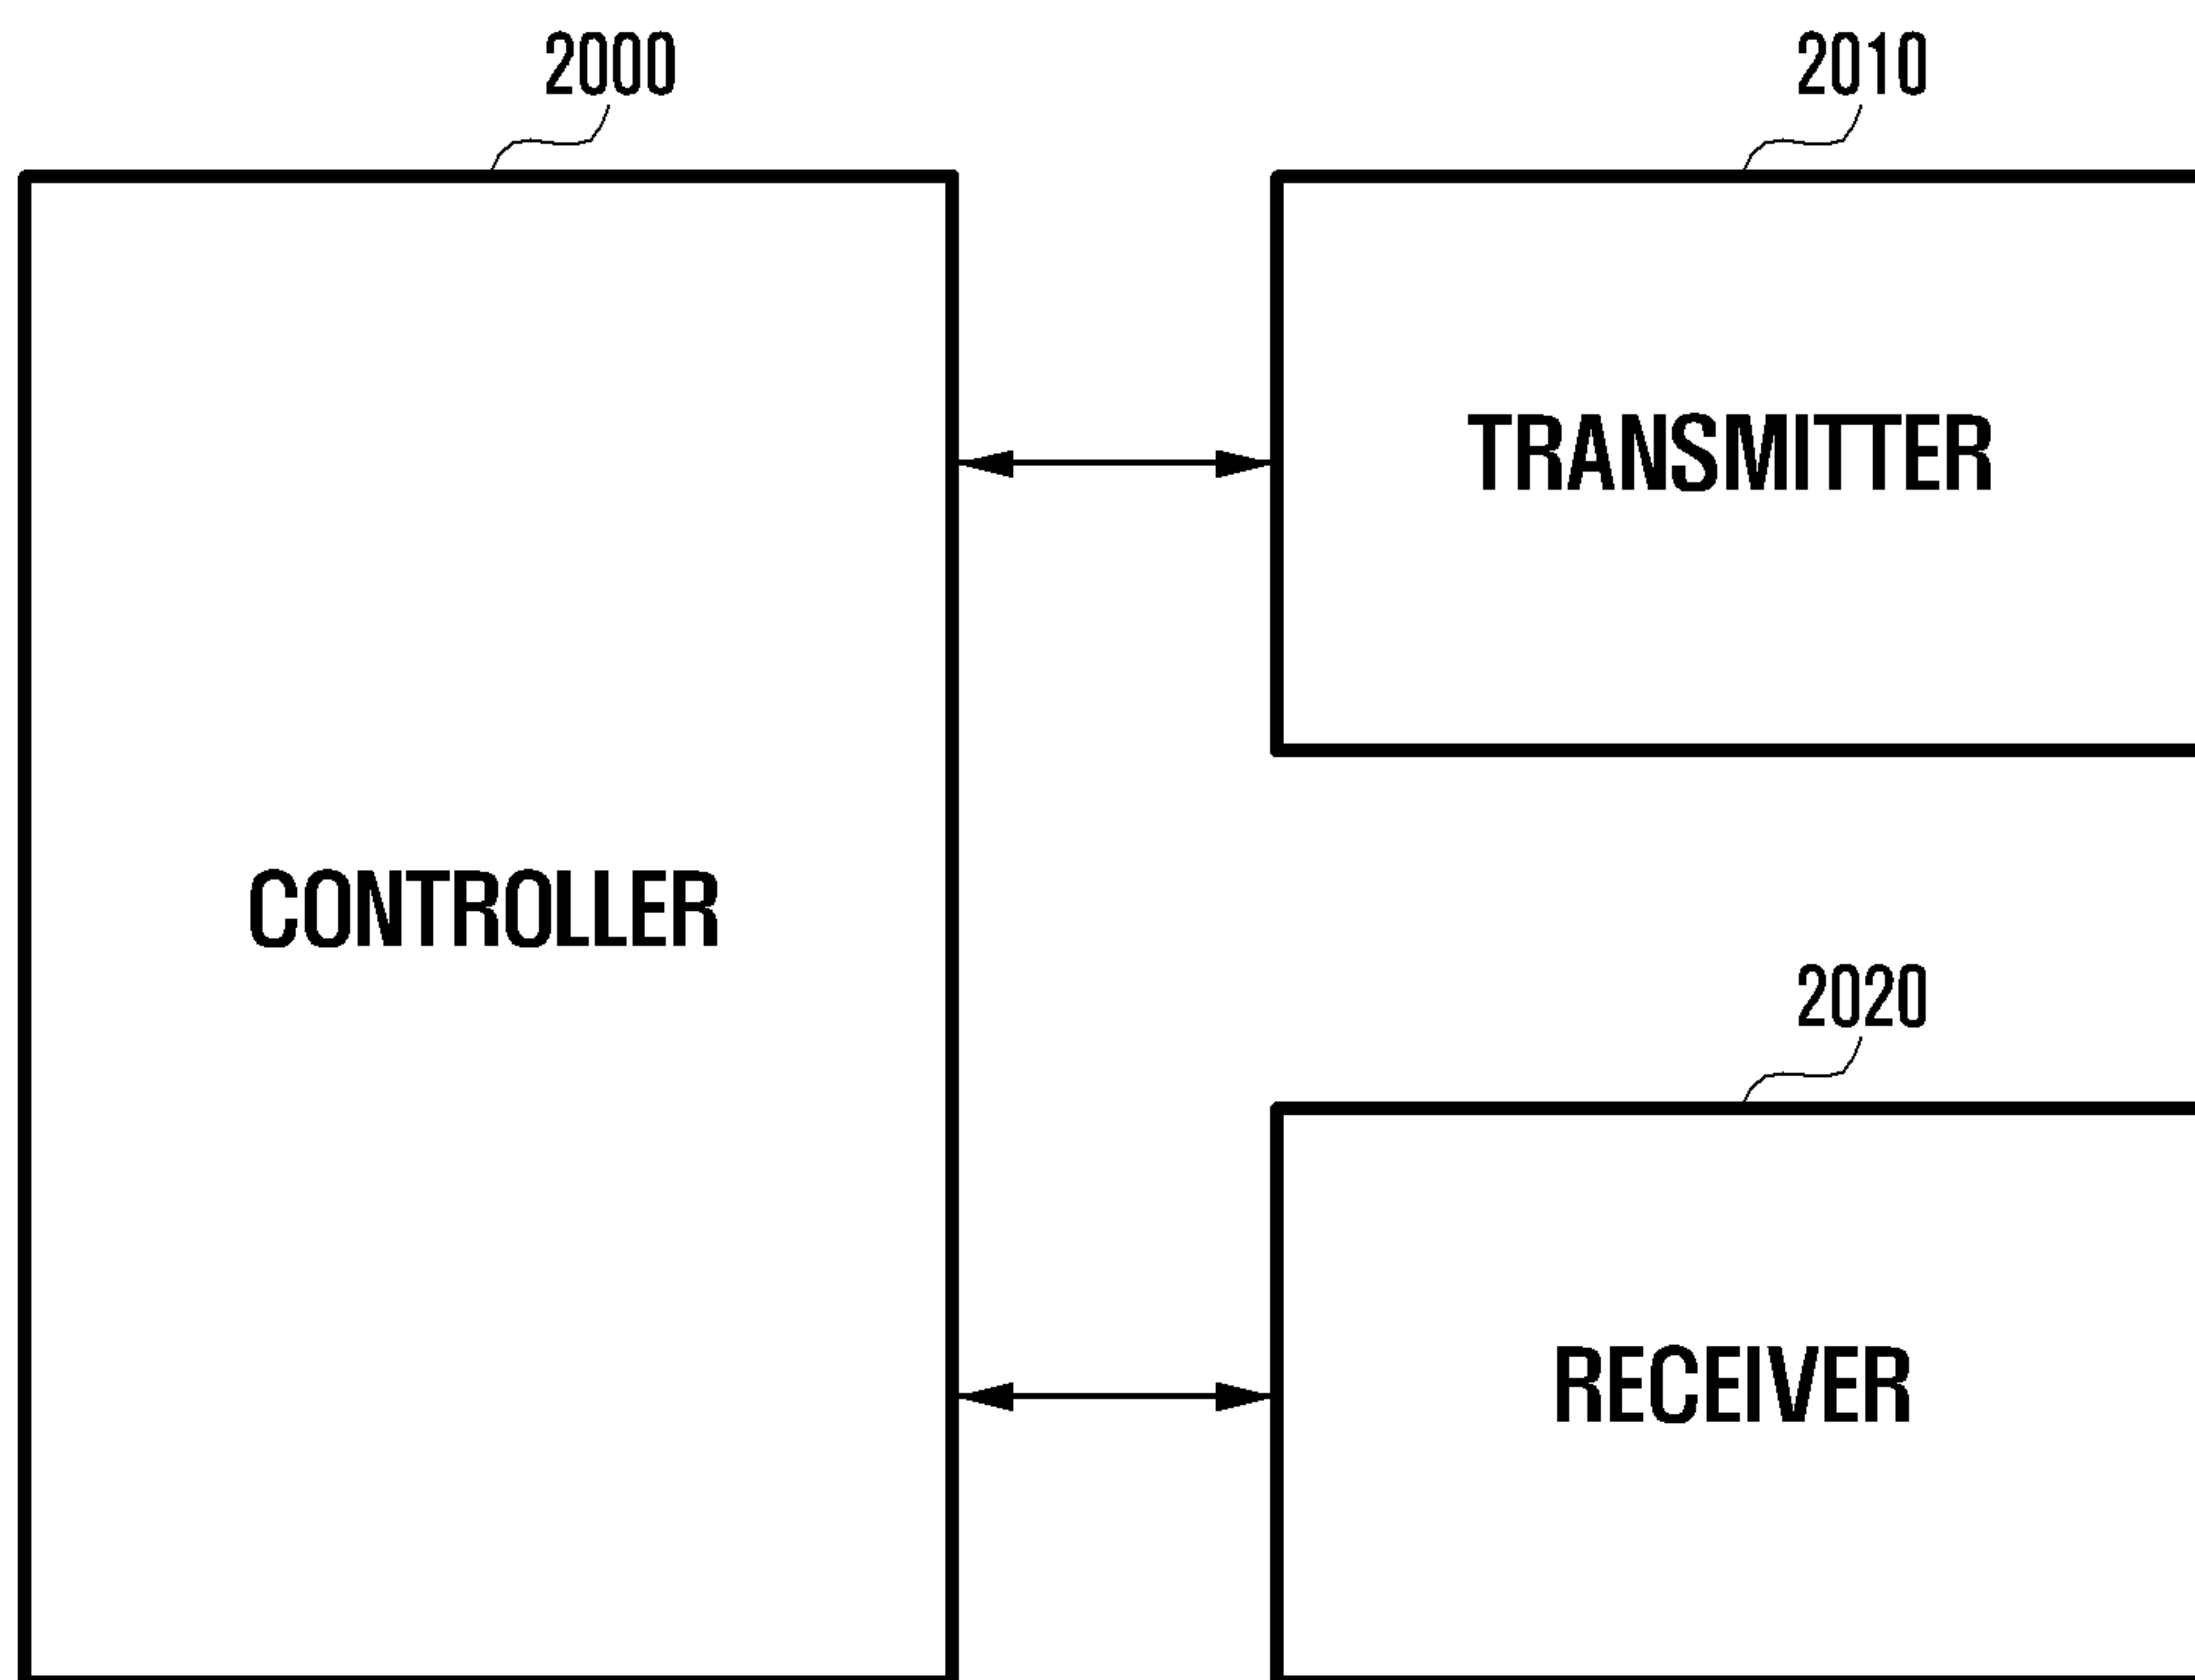 2000
2010
TRANSMITTER
CONTROLLER
2020
RECEIVER